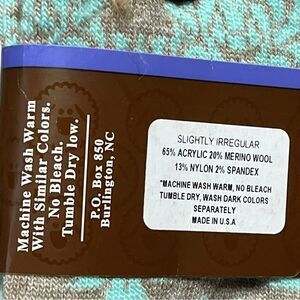 Machine Wash Warm
With Similar Colors.
No Bleach.
Tumble Dry low.
P.O. Box 850
Burlington, NC
SLIGHTLY IRREGULAR
65% ACRYLIC 20% MERINO WOOL
13% NYLON 2% SPANDEX
"MACHINE WASH WARM, NO BLEACH
TUMBLE DRY, WASH DARK COLORS
SEPARATELY
MADE IN U.S.A